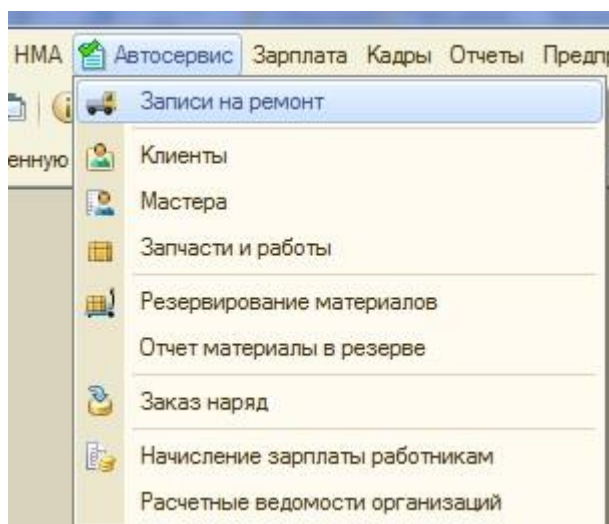 НМА Автосервис Зарплата Кадры Отчеты
Записи на ремонт
Клиенты
Мастера
Запчасти и работы
Резервирование материалов
Отчет материалы в резерве
Заказ наряд
Начисление зарплаты работникам
Расчетные ведомости организаций